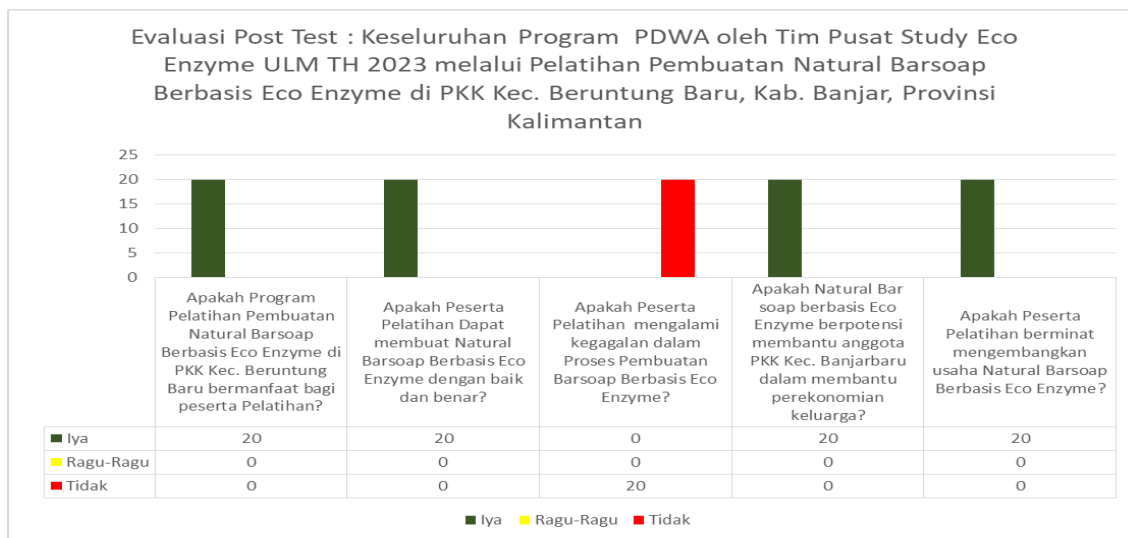 Evaluasi Post Test : Keseluruhan Program PDWA oleh Tim Pusat Study Eco
Enzyme ULM TH 2023 melalui Pelatihan Pembuatan Natural Barsoap
Berbasis Eco Enzyme di PKK Kec. Beruntung Baru, Kab. Banjar, Provinsi
Kalimantan
25
20
15
10
5
0
Apakah Program
Pelatihan Pembuatan
Natural Barsoap
Berbasis Eco Enzyme di
PKK Kec. Beruntung
Baru bermanfaat bagi
peserta Pelatihan?
Apakah Peserta
Pelatihan Dapat
membuat Natural
Barsoap Berbasis Eco
Enzyme dengan baik
dan benar?
Apakah Peserta
Pelatihan mengalami
kegagalan dalam
Proses Pembuatan
Barsoap Berbasis Eco
Enzyme?
Apakah Natural Bar
soap berbasis Eco
Enzyme berpotensi
membantu anggota
PKK Kec. Banjarbaru
dalam membantu
perekonomian
keluarga?
Apakah Peserta
Pelatihan berminat
mengembangkan
usaha Natural Barsoap
Berbasis Eco Enzyme?
Iya 20 20 0 20 20
Ragu-Ragu 0 0 0 0 0
Tidak 0 0 20 0 0
Iya Ragu-Ragu Tidak